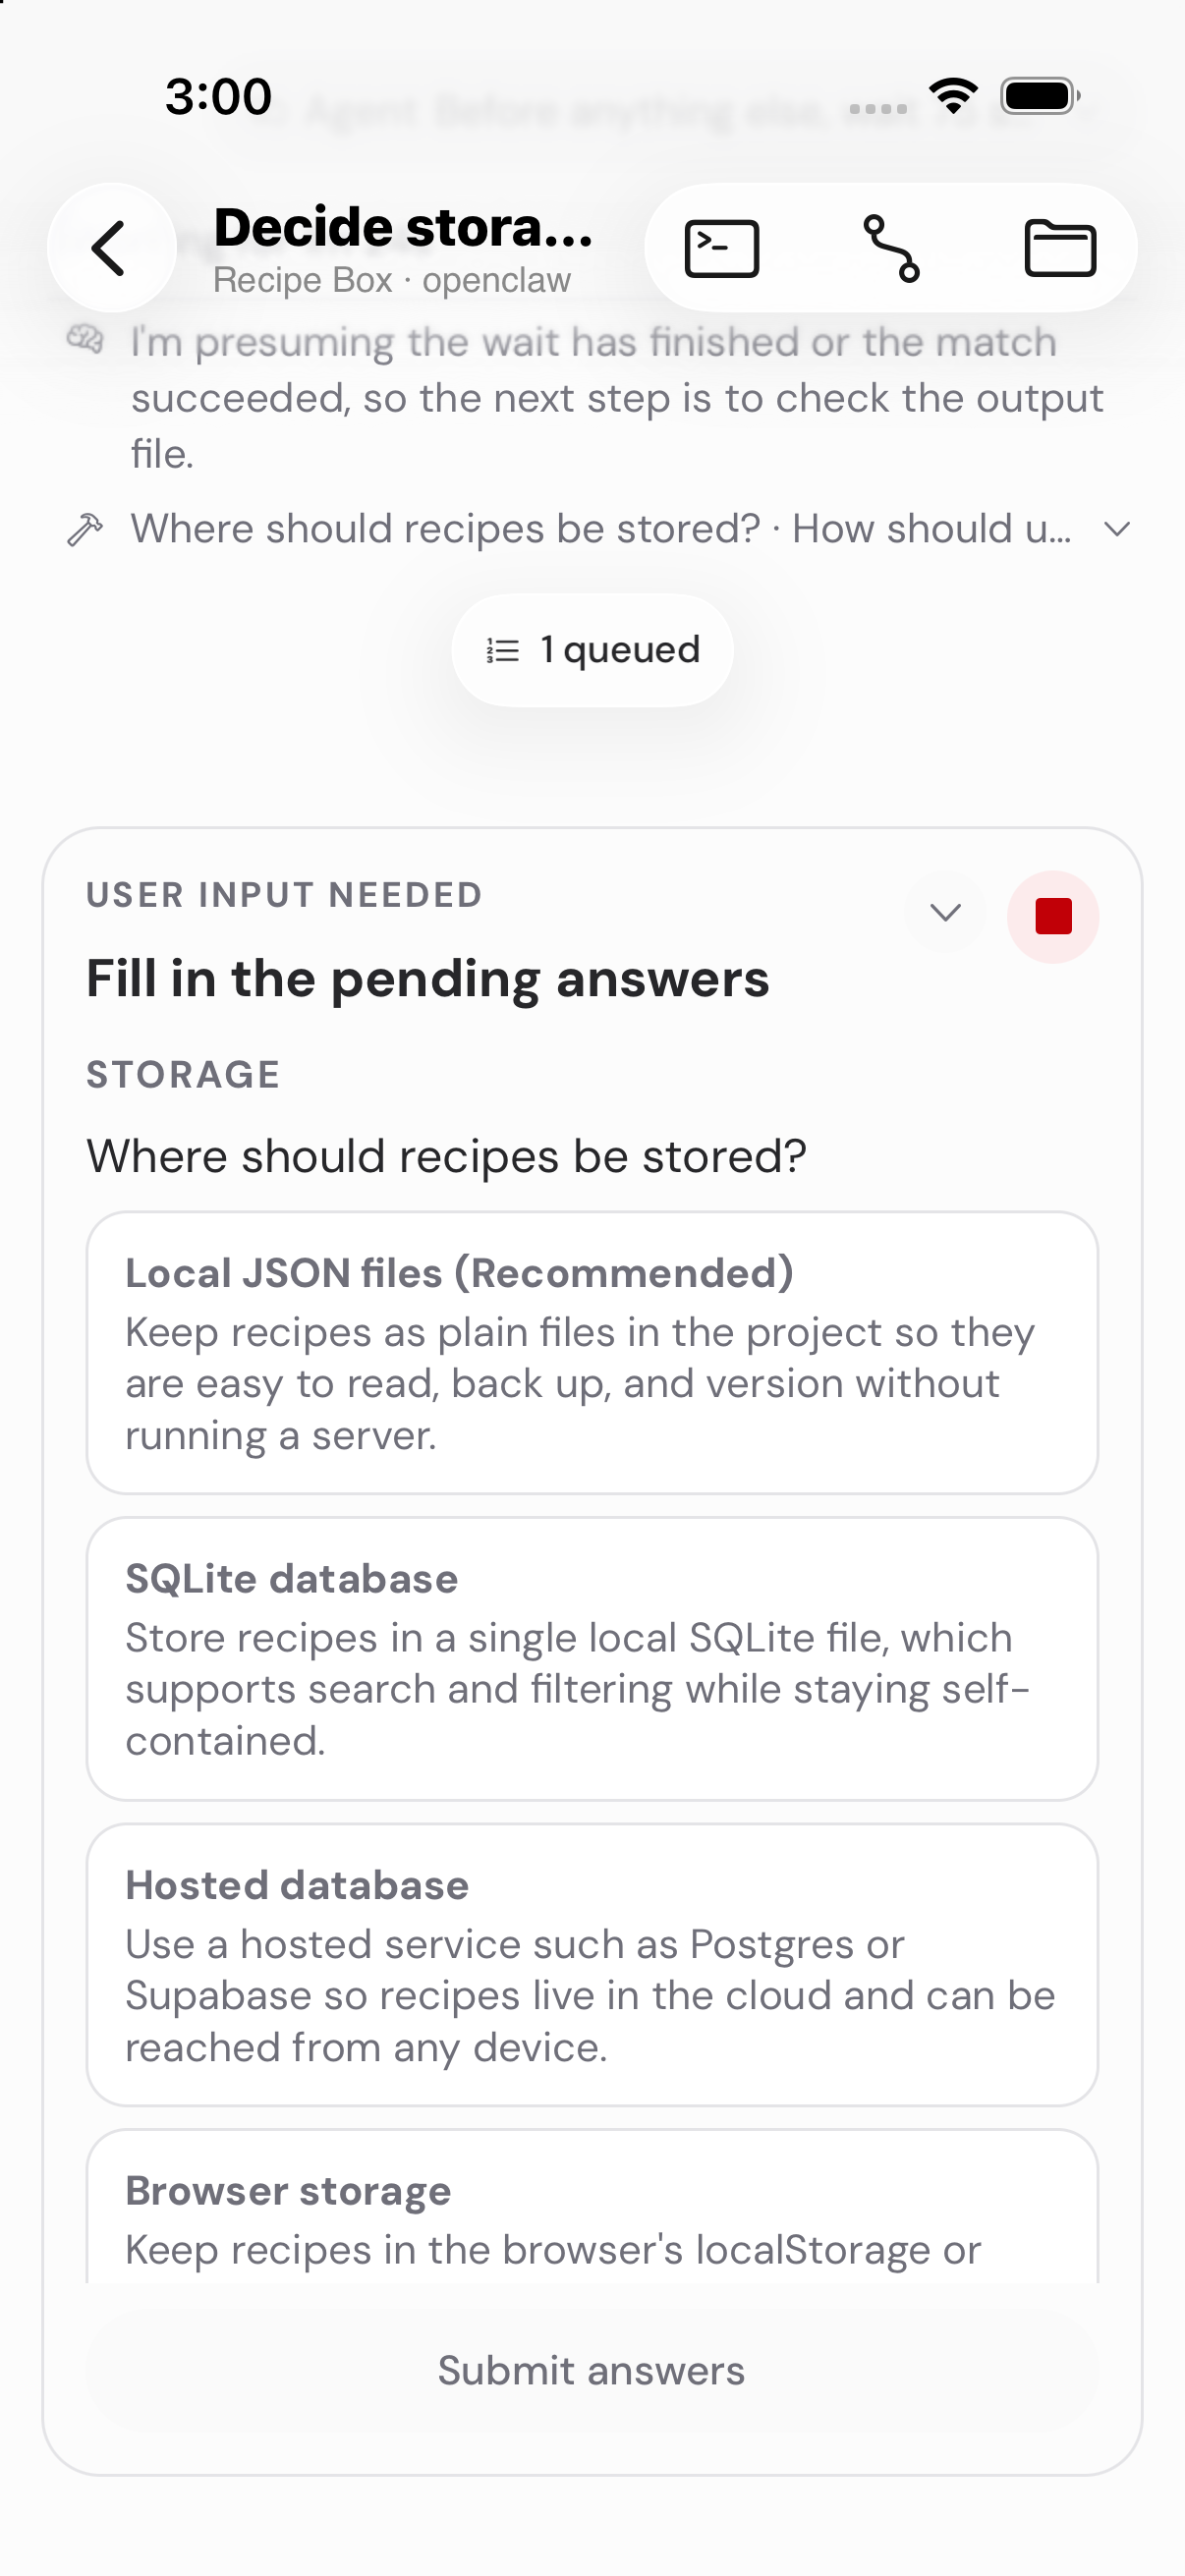 3:00
Agent Before anything else, wait
Decide stora...
Recipe Box · openclaw
I'm presuming the wait has finished or the match
succeeded, so the next step is to check the output
file.
Where should recipes be stored? · How should u...
1 queued
USER INPUT NEEDED
Fill in the pending answers
STORAGE
Where should recipes be stored?
Local JSON files (Recommended)
Keep recipes as plain files in the project so they
are easy to read, back up, and version without
running a server.
SQLite database
Store recipes in a single local SQLite file, which
supports search and filtering while staying self-
contained.
Hosted database
Use a hosted service such as Postgres or
Supabase so recipes live in the cloud and can be
reached from any device.
Browser storage
Keep recipes in the browser's localStorage or
Submit answers